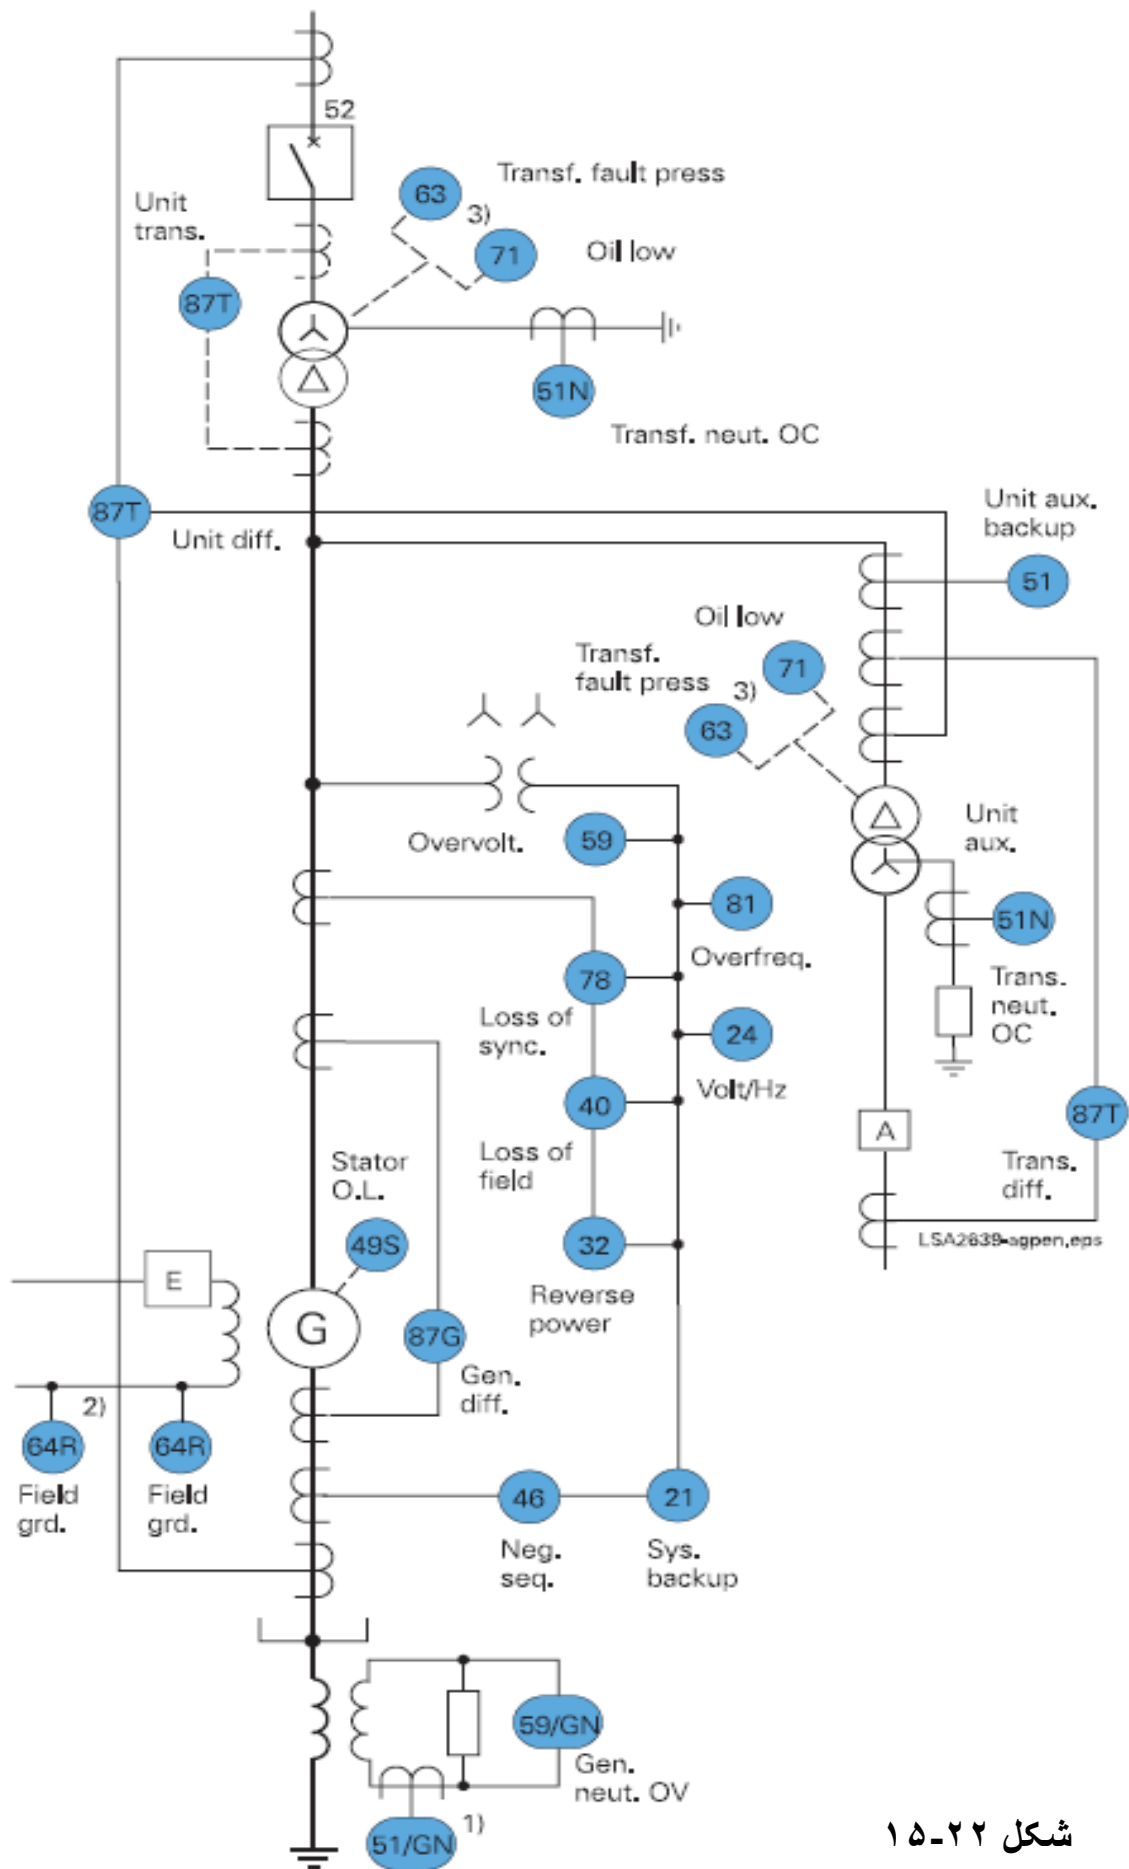 52
Transf. fault press
63
3)
Unit
trans.
71
Oil low
87T
51N
Transf. neut. OC
87T
Unit diff.
Unit aux.
backup
51
Oil low
71
Transf.
fault press
3)
63
Unit
aux.
Overvolt.
59
81
Overfreq.
51N
Trans.
neut.
OC
78
Loss of
sync.
24
Volt/Hz
40
Loss of
field
A
87T
Trans.
diff.
Stator
O.L.
49S
32
Reverse
power
LSA2639-agpen.eps
E
G
87G
Gen.
diff.
2)
64R
64R
Field
grd.
Field
grd.
46
21
Neg.
seq.
Sys.
backup
59/GN
Gen.
neut. OV
51/GN
1)
شکل ۲۲-۱۵